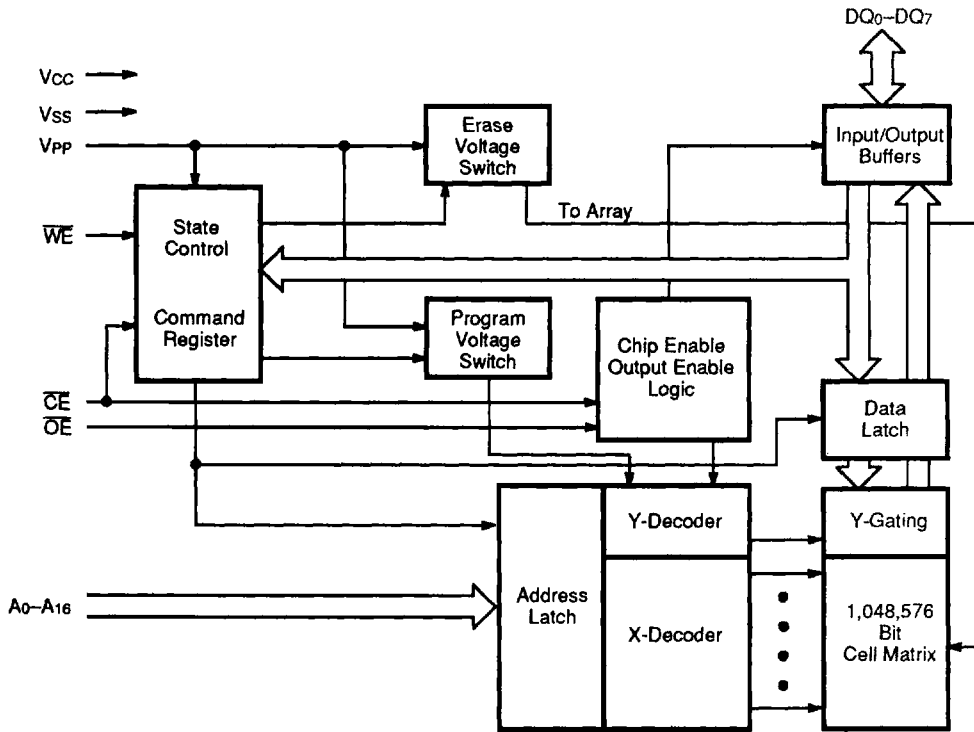 DQ0–DQ7
VCC
VSS
VPP
Erase
Voltage
Switch
Input/Output
Buffers
To Array
WE
State
Control
Command
Register
Program
Voltage
Switch
Chip Enable
Output Enable
Logic
CE
OE
Data
Latch
Y-Decoder
Y-Gating
A0–A16
Address
Latch
X-Decoder
1,048,576
Bit
Cell Matrix